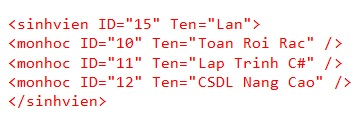 <sinhvien ID="15" Ten="Lan">
<monhoc ID="10" Ten="Toan Roi Rac" />
<monhoc ID="11" Ten="Lap Trinh C#" />
<monhoc ID="12" Ten="CSDL Nang Cao" />
</sinhvien>